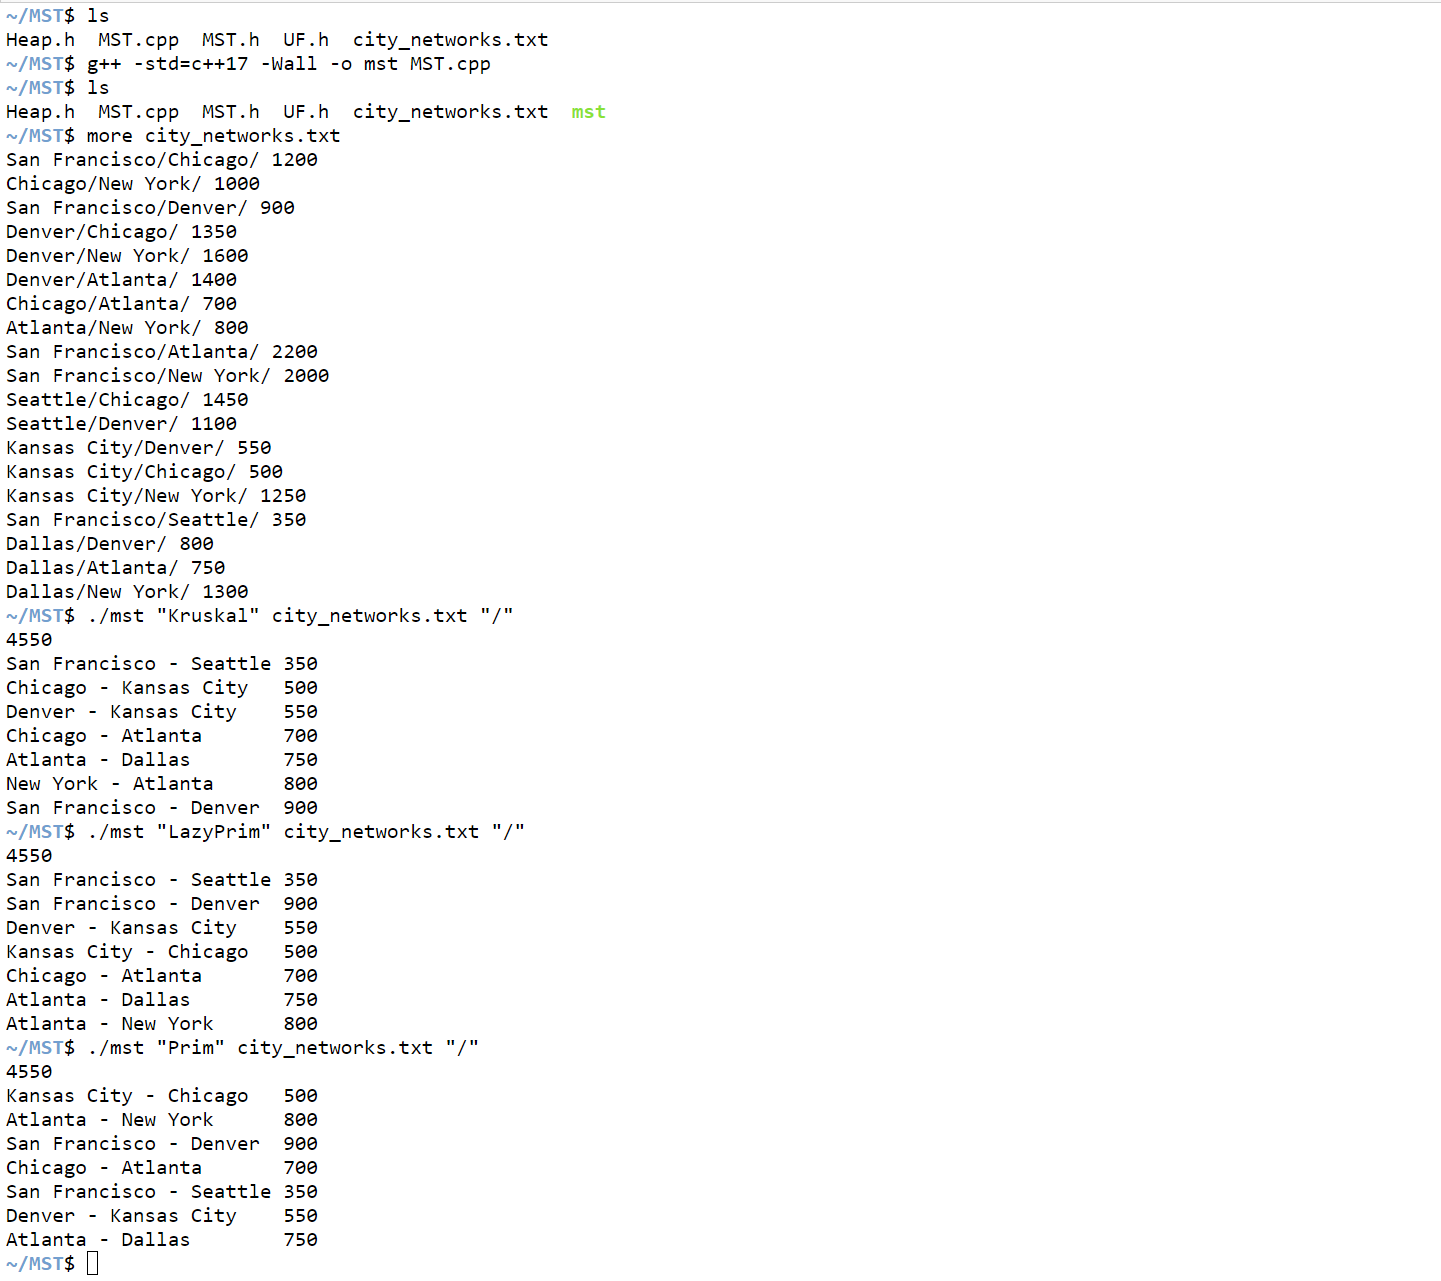 ~/MST$ ls
Heap.h  MST.cpp  MST.h  UF.h  city_networks.txt
~/MST$ g++ -std=c++17 -Wall -o mst MST.cpp
~/MST$ ls
Heap.h  MST.cpp  MST.h  UF.h  city_networks.txt  mst
~/MST$ more city_networks.txt
San Francisco/Chicago/ 1200
Chicago/New York/ 1000
San Francisco/Denver/ 900
Denver/Chicago/ 1350
Denver/New York/ 1600
Denver/Atlanta/ 1400
Chicago/Atlanta/ 700
Atlanta/New York/ 800
San Francisco/Atlanta/ 2200
San Francisco/New York/ 2000
Seattle/Chicago/ 1450
Seattle/Denver/ 1100
Kansas City/Denver/ 550
Kansas City/Chicago/ 500
Kansas City/New York/ 1250
San Francisco/Seattle/ 350
Dallas/Denver/ 800
Dallas/Atlanta/ 750
Dallas/New York/ 1300
~/MST$ ./mst "Kruskal" city_networks.txt "/"
4550
San Francisco - Seattle 350
Chicago - Kansas City   500
Denver - Kansas City    550
Chicago - Atlanta       700
Atlanta - Dallas        750
New York - Atlanta      800
San Francisco - Denver  900
~/MST$ ./mst "LazyPrim" city_networks.txt "/"
4550
San Francisco - Seattle 350
San Francisco - Denver  900
Denver - Kansas City    550
Kansas City - Chicago   500
Chicago - Atlanta       700
Atlanta - Dallas        750
Atlanta - New York      800
~/MST$ ./mst "Prim" city_networks.txt "/"
4550
Kansas City - Chicago   500
Atlanta - New York      800
San Francisco - Denver  900
Chicago - Atlanta       700
San Francisco - Seattle 350
Denver - Kansas City    550
Atlanta - Dallas        750
~/MST$